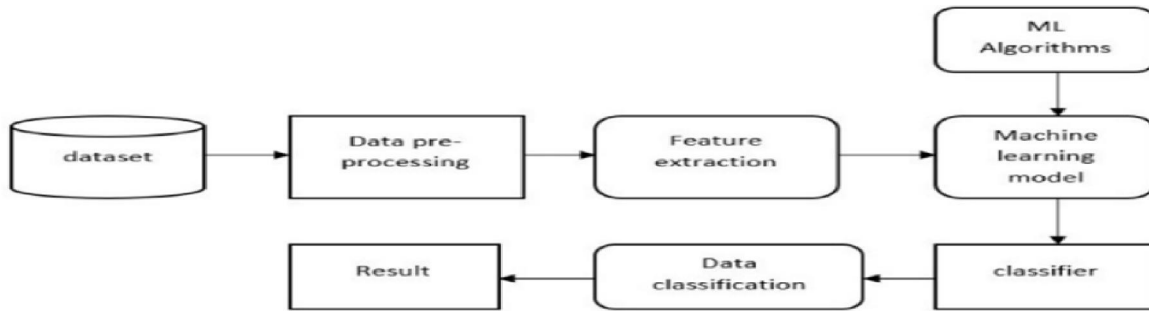 ML
Algorithms
dataset
Data pre-
processing
Feature
extraction
Machine
learning
model
Result
Data
classification
classifier